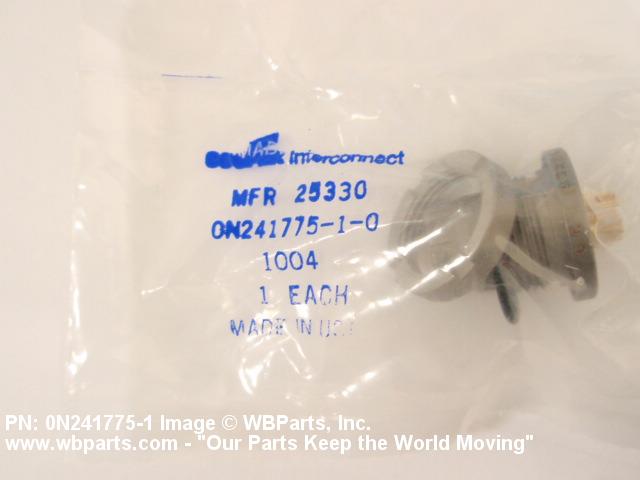 Interconnect
MFR 25330
0N241775-1-0
1004
1 EACH
MADE IN
PN: 0N241775-1 Image © WBParts, Inc.
www.wbparts.com - "Our Parts Keep the World Moving"